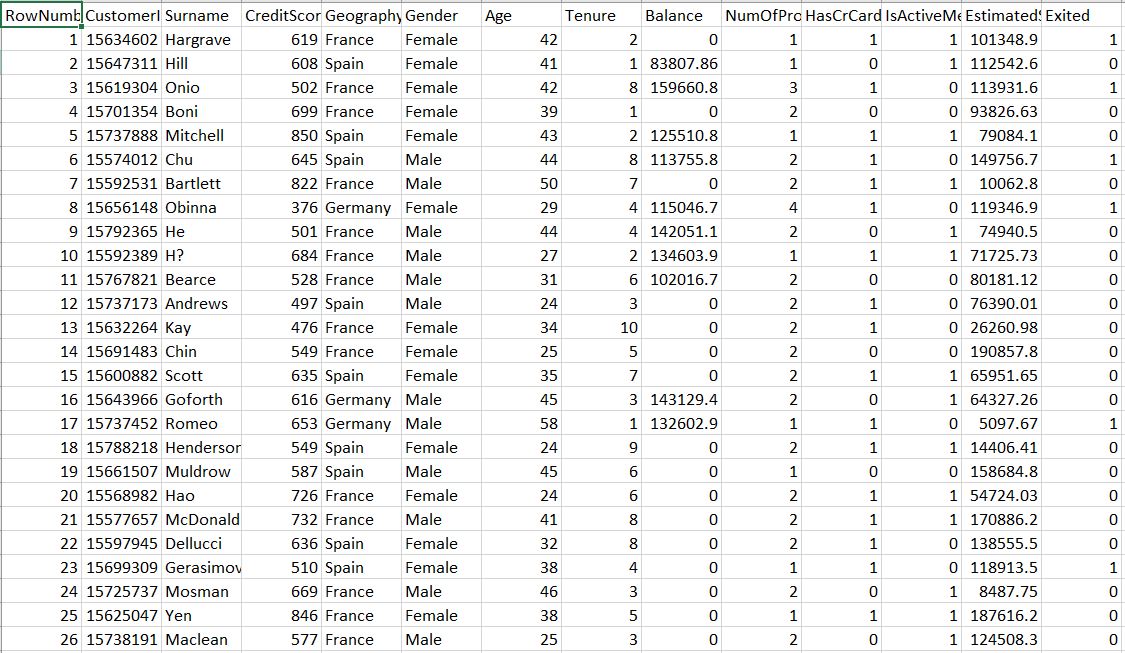 RowNumb CustomerI Surname CreditScor Geography Gender Age Tenure Balance NumOfPro HasCrCard IsActiveMe EstimatedS Exited
1 15634602 Hargrave 619 France Female 42 2 0 1 1 1 101348.9 1
2 15647311 Hill 608 Spain Female 41 1 83807.86 1 0 1 112542.6 0
3 15619304 Onio 502 France Female 42 8 159660.8 3 1 0 113931.6 1
4 15701354 Boni 699 France Female 39 1 0 2 0 0 93826.63 0
5 15737888 Mitchell 850 Spain Female 43 2 125510.8 1 1 1 79084.1 0
6 15574012 Chu 645 Spain Male 44 8 113755.8 2 1 0 149756.7 1
7 15592531 Bartlett 822 France Male 50 7 0 2 1 1 10062.8 0
8 15656148 Obinna 376 Germany Female 29 4 115046.7 4 1 0 119346.9 1
9 15792365 He 501 France Male 44 4 142051.1 2 0 1 74940.5 0
10 15592389 H? 684 France Male 27 2 134603.9 1 1 1 71725.73 0
11 15767821 Bearce 528 France Male 31 6 102016.7 2 0 0 80181.12 0
12 15737173 Andrews 497 Spain Male 24 3 0 2 1 0 76390.01 0
13 15632264 Kay 476 France Female 34 10 0 2 1 0 26260.98 0
14 15691483 Chin 549 France Female 25 5 0 2 0 0 190857.8 0
15 15600882 Scott 635 Spain Female 35 7 0 2 1 1 65951.65 0
16 15643966 Goforth 616 Germany Male 45 3 143129.4 2 0 1 64327.26 0
17 15737452 Romeo 653 Germany Male 58 1 132602.9 1 1 0 5097.67 1
18 15788218 Henderson 549 Spain Female 24 9 0 2 1 1 14406.41 0
19 15661507 Muldrow 587 Spain Male 45 6 0 1 0 0 158684.8 0
20 15568982 Hao 726 France Female 24 6 0 2 1 1 54724.03 0
21 15577657 McDonald 732 France Male 41 8 0 2 1 1 170886.2 0
22 15597945 Dellucci 636 Spain Female 32 8 0 2 1 0 138555.5 0
23 15699309 Gerasimov 510 Spain Female 38 4 0 1 1 0 118913.5 1
24 15725737 Mosman 669 France Male 46 3 0 2 0 1 8487.75 0
25 15625047 Yen 846 France Female 38 5 0 1 1 1 187616.2 0
26 15738191 Maclean 577 France Male 25 3 0 2 0 1 124508.3 0